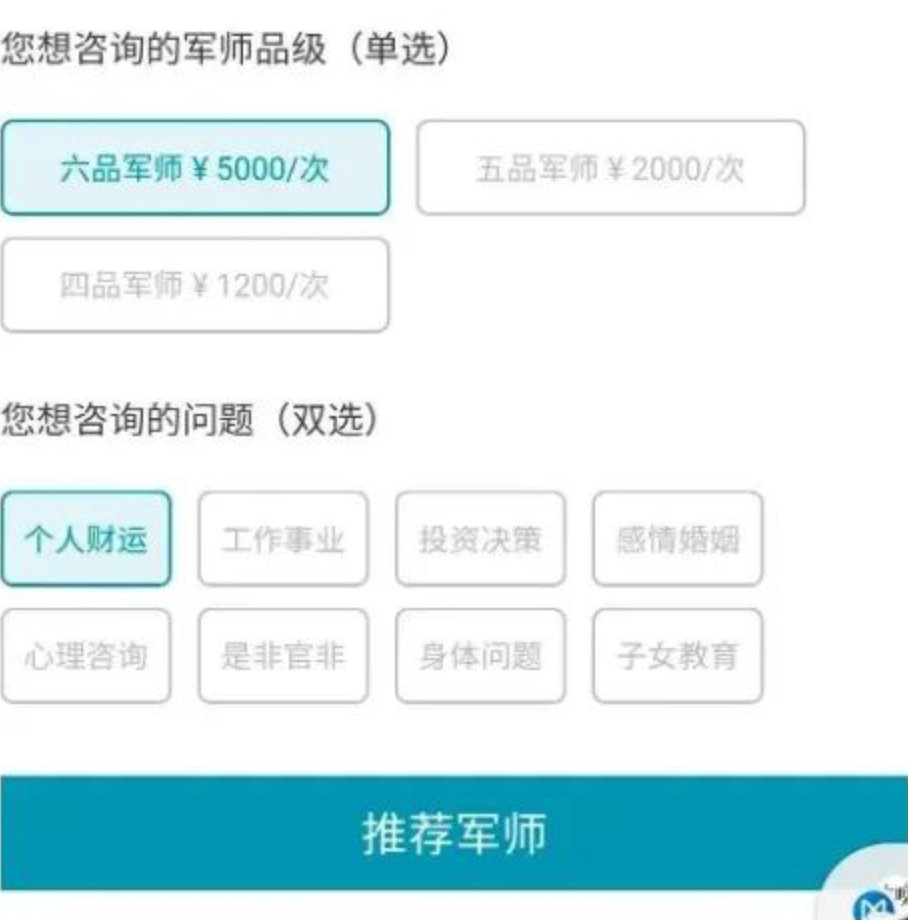 您想咨询的军师品级（单选）
六品军师￥5000/次 五品军师￥2000/次
四品军师￥1200/次
您想咨询的问题（双选）
个人财运 工作事业 投资决策 感情婚姻
心理咨询 是非官非 身体问题 子女教育
推荐军师